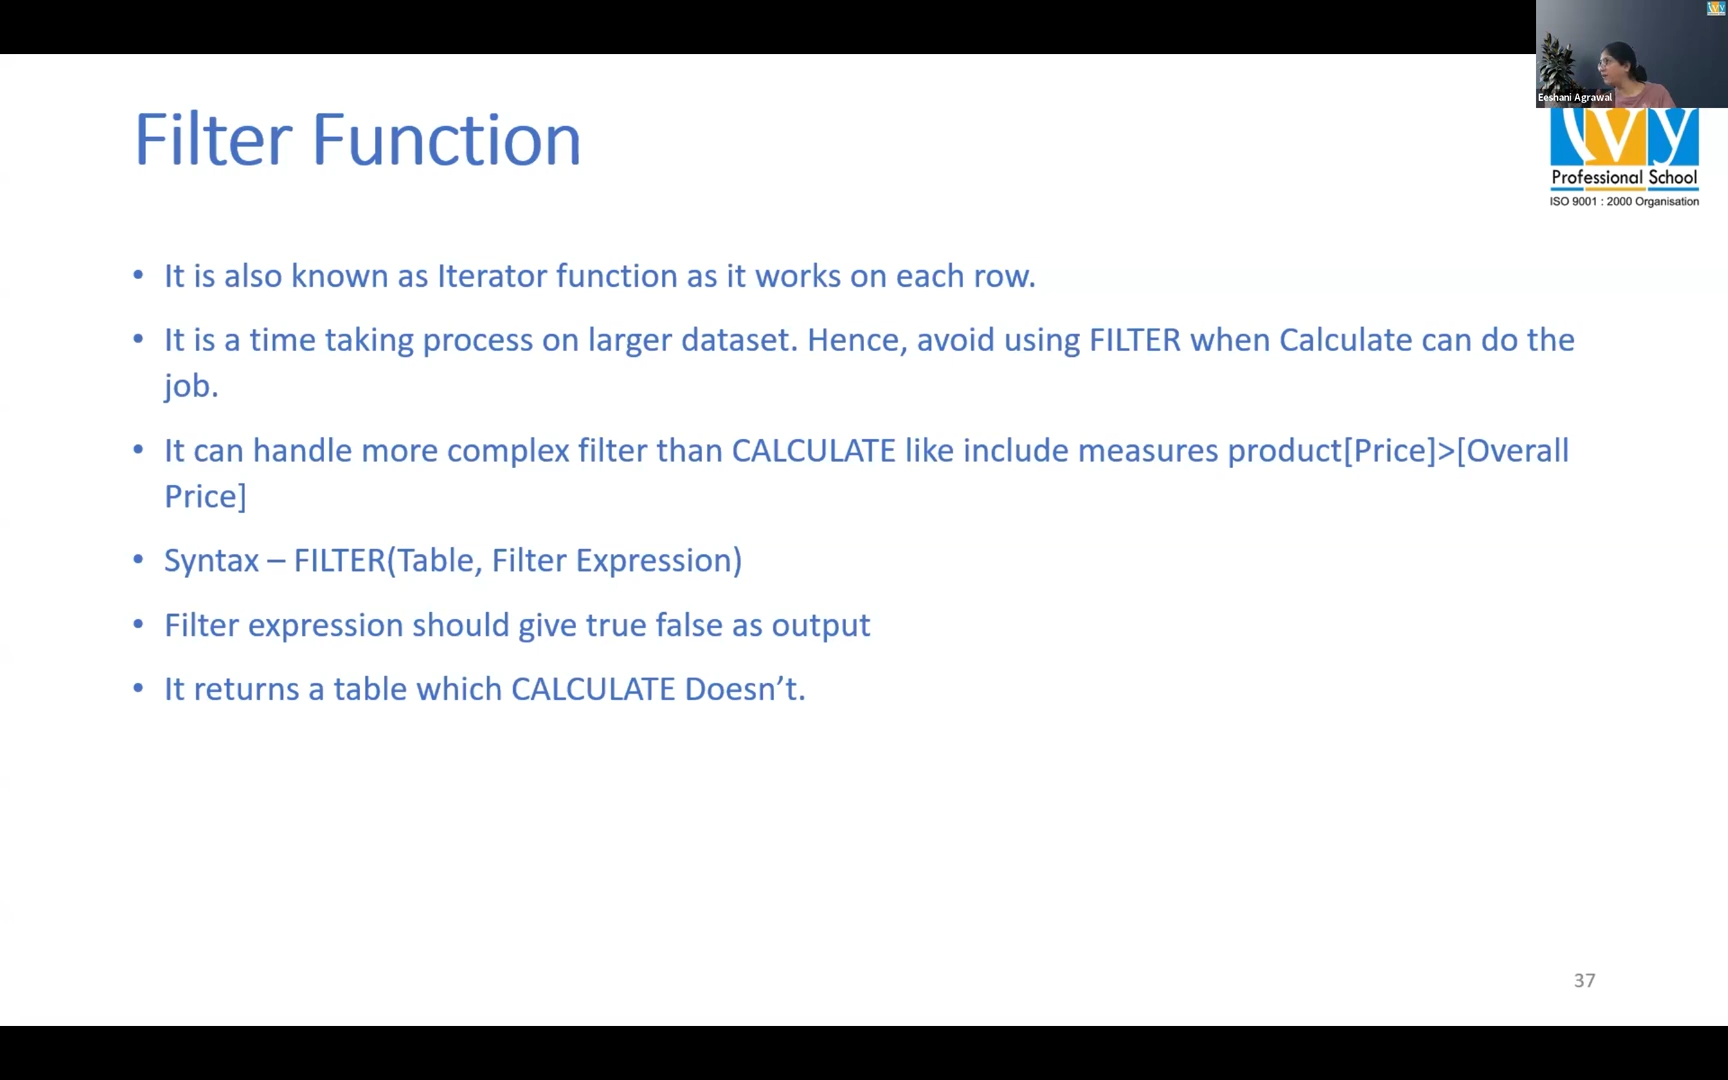 Eeshani Agrawal
Filter Function
ivy
Professional School
ISO 9001 : 2000 Organisation
• It is also known as Iterator function as it works on each row.
• It is a time taking process on larger dataset. Hence, avoid using FILTER when Calculate can do the
job.
• It can handle more complex filter than CALCULATE like include measures product[Price]>[Overall
Price]
• Syntax – FILTER(Table, Filter Expression)
• Filter expression should give true false as output
• It returns a table which CALCULATE Doesn’t.
37